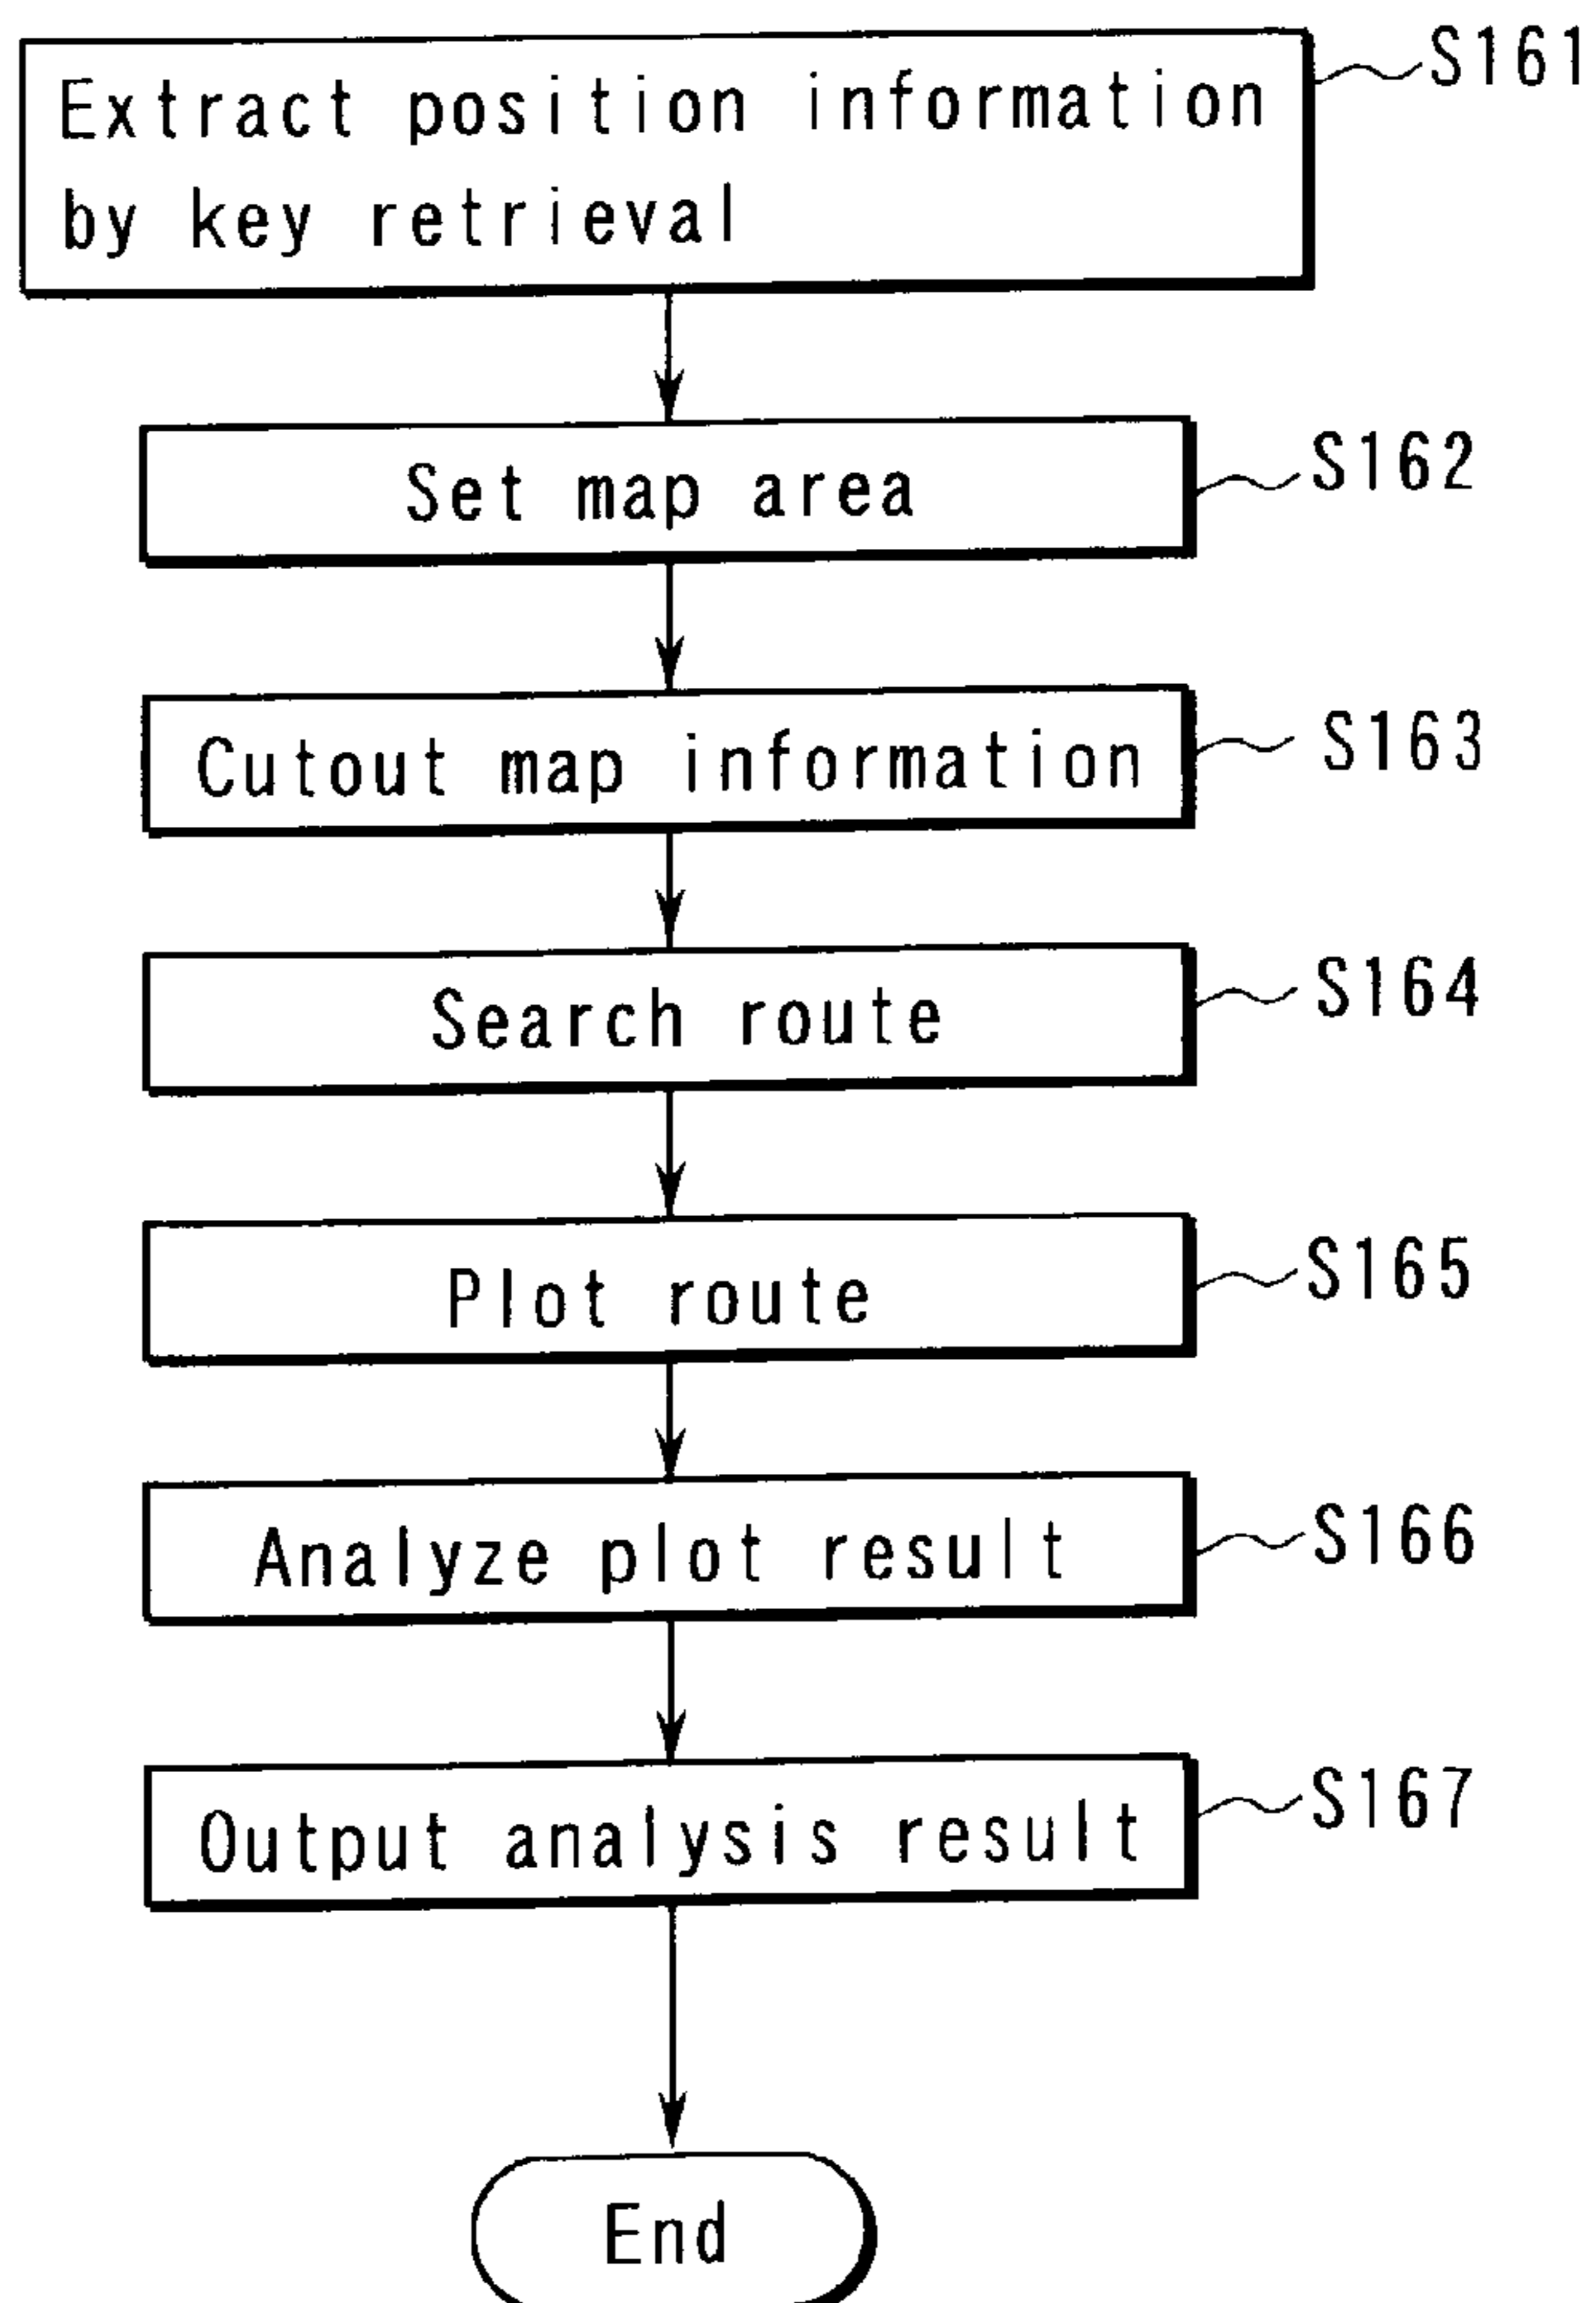 Extract position information
by key retrieval
S161
Set map area
S162
Cutout map information
S163
Search route
S164
Plot route
S165
Analyze plot result
S166
Output analysis result
S167
End